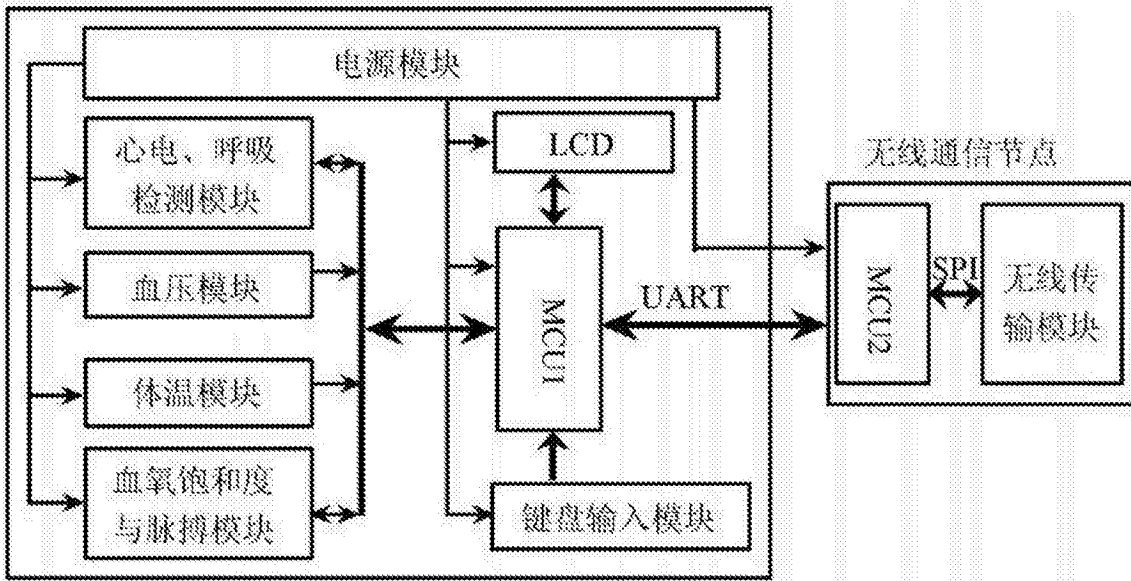 电源模块
心电、呼吸
检测模块
血压模块
体温模块
血氧饱和度
与脉搏模块
LCD
MCU1
键盘输入模块
UART
无线通信节点
MCU2
SPI
无线传
输模块